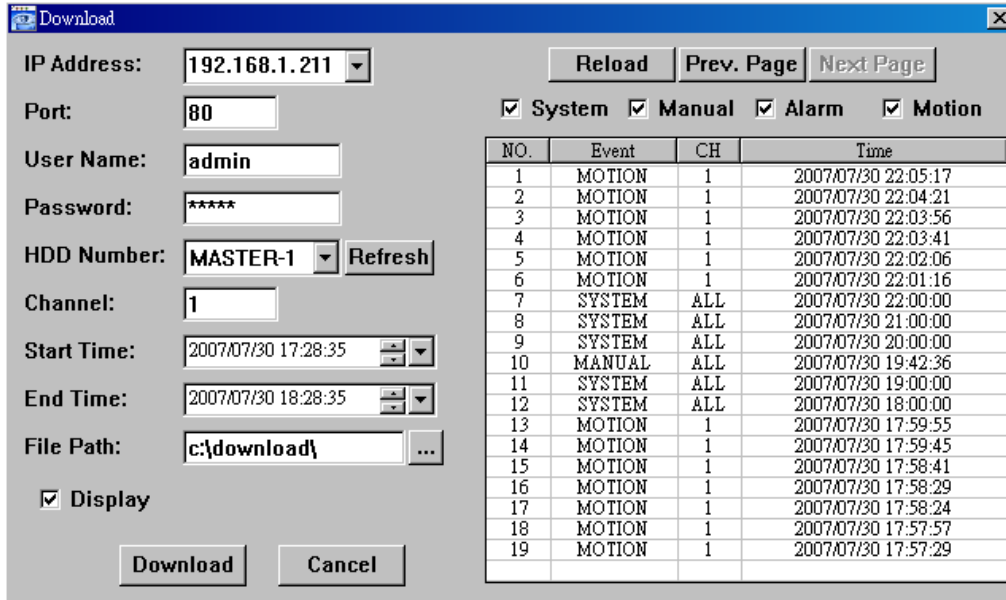 Download
IP Address: 192.168.1.211
Port: 80
User Name: admin
Password: *****
HDD Number: MASTER-1 Refresh
Channel: 1
Start Time: 2007/07/30 17:28:35
End Time: 2007/07/30 18:28:35
File Path: c:\download\ ...
Display
Download Cancel
Reload Prev. Page Next Page
System Manual Alarm Motion
NO. Event CH Time
1 MOTION 1 2007/07/30 22:05:17
2 MOTION 1 2007/07/30 22:04:21
3 MOTION 1 2007/07/30 22:03:56
4 MOTION 1 2007/07/30 22:03:41
5 MOTION 1 2007/07/30 22:02:06
6 MOTION 1 2007/07/30 22:01:16
7 SYSTEM ALL 2007/07/30 22:00:00
8 SYSTEM ALL 2007/07/30 21:00:00
9 SYSTEM ALL 2007/07/30 20:00:00
10 MANUAL ALL 2007/07/30 19:42:36
11 SYSTEM ALL 2007/07/30 19:00:00
12 SYSTEM ALL 2007/07/30 18:00:00
13 MOTION 1 2007/07/30 17:59:55
14 MOTION 1 2007/07/30 17:59:45
15 MOTION 1 2007/07/30 17:58:41
16 MOTION 1 2007/07/30 17:58:29
17 MOTION 1 2007/07/30 17:58:24
18 MOTION 1 2007/07/30 17:57:57
19 MOTION 1 2007/07/30 17:57:29